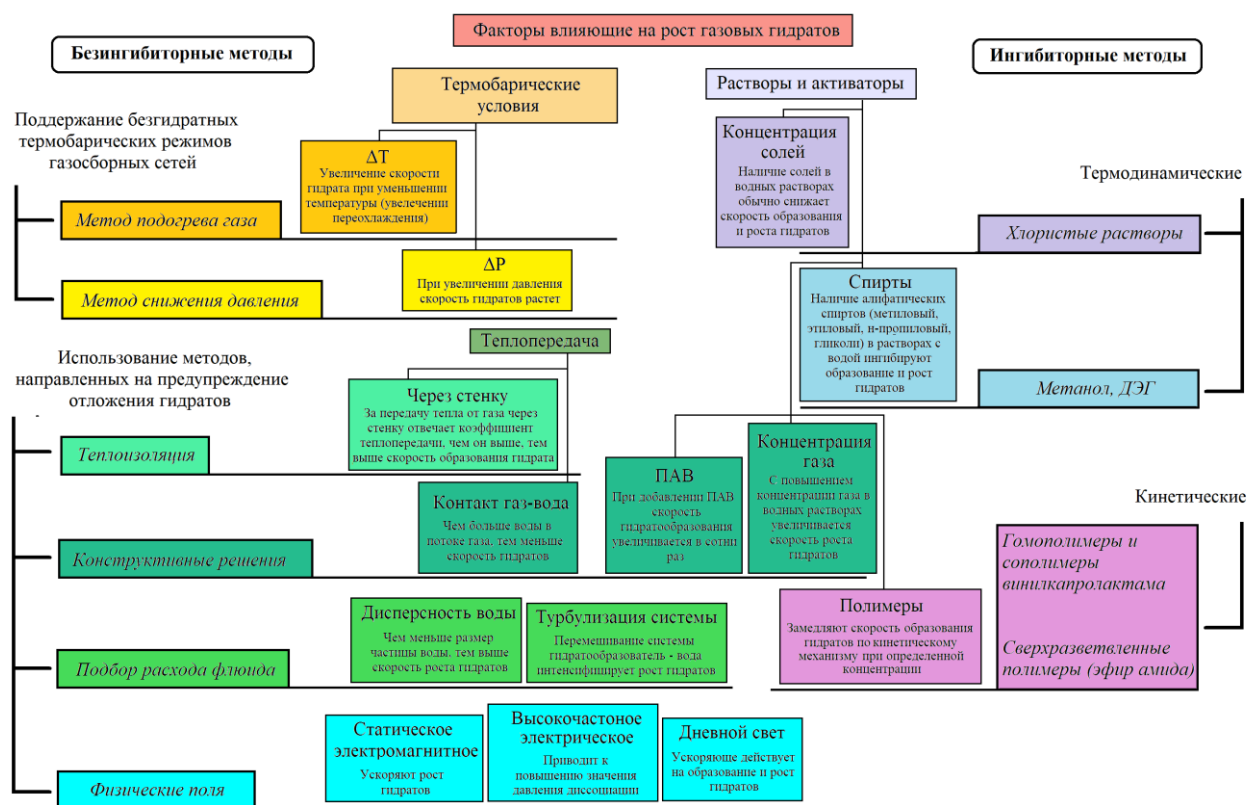 Факторы влияющие на рост газовых гидратов
Безингибиторные методы
Ингибиторные методы
Термобарические
условия
Растворы и активаторы
Поддержание безгидратных
термобарических режимов
газосборных сетей
ΔT
Увеличение скорости
гидрата при уменьшении
температуры (увелечении
переохлаждения)
Концентрация
солей
Наличие солей в
водных растворах
обычно снижает
скорость образования
и роста гидратов
Термодинамические
Метод подогрева газа
Хлористые растворы
ΔP
При увеличении давления
скорость гидратов растет
Метод снижения давления
Спирты
Наличие алифатических
спиртов (метиловый,
этиловый, н-пропиловый,
гликоли) в растворах с
водой ингибируют
образование и рост
гидратов
Метанол, ДЭГ
Теплопередача
Использование методов,
направленных на предупреждение
отложения гидратов
Через стенку
За передачу тепла от газа через
стенку отвечает коэффициент
теплопередачи, чем он выше, тем
выше скорость образования гидрата
Теплоизоляция
Контакт газ-вода
Чем больше воды в
потоке газа, тем меньше
скорость гидратов
ПАВ
При добавлении ПАВ
скорость
гидратообразования
увеличивается в сотни
раз
Концентрация
газа
С повышением
концентрации газа в
водных растворах
увеличивается
скорость роста
гидратов
Кинетические
Конструктивные решения
Гомополимеры и
сополимеры
винилкапролактама
Сверхразветвленные
полимеры (эфир амида)
Дисперсность воды
Чем меньше размер
частицы воды, тем выше
скорость роста гидратов
Турбулизация системы
Перемешивание системы
гидратообразователь - вода
интенсифицирует рост гидратов
Полимеры
Замедляют скорость образования
гидратов по кинетическому
механизму при определенной
концентрации
Подбор расхода флюида
Статическое
электромагнитное
Ускоряют рост
гидратов
Высокочастоное
электрическое
Приводит к
повышению значения
давления диссоциации
Дневной свет
Ускоряюще действует
на образование и рост
гидратов
Физические поля